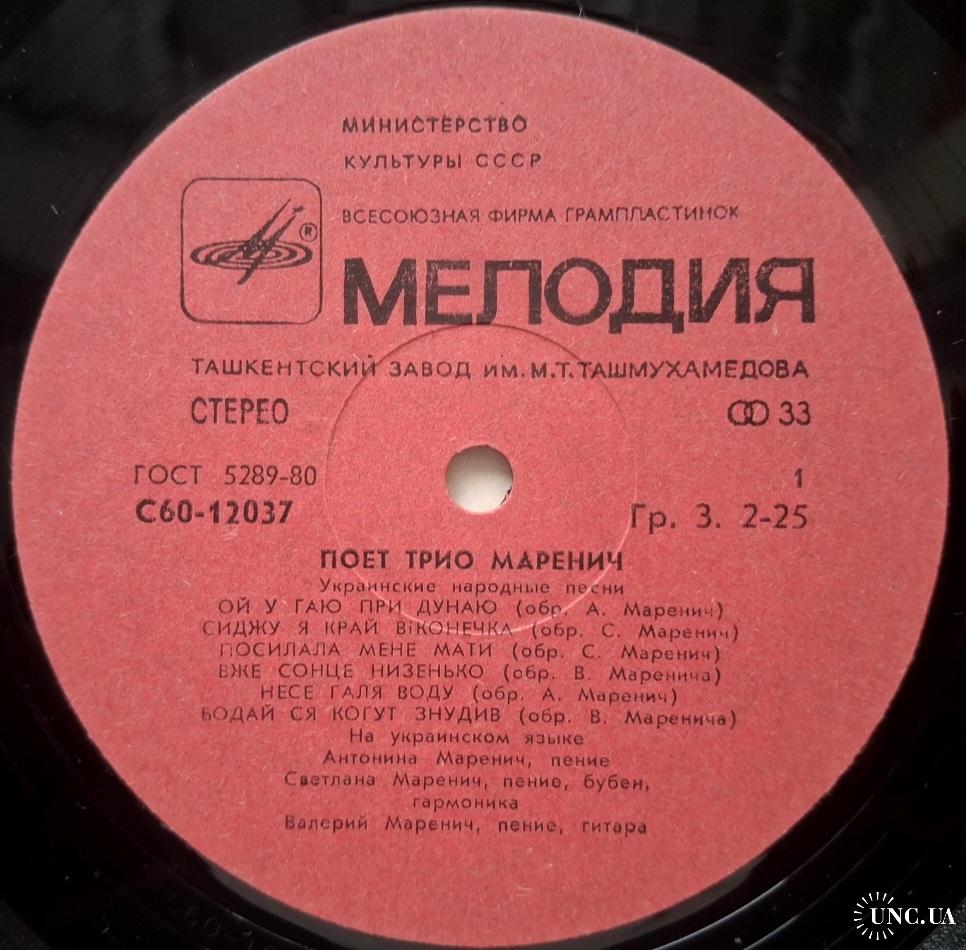 МИНИСТЕРСТВО
КУЛЬТУРЫ СССР
ВСЕСОЮЗНАЯ ФИРМА ГРАМПЛАСТИНОК
®
МЕЛОДИЯ
ТАШКЕНТСКИЙ ЗАВОД ИМ. М.Т.ТАШМУХАМЕДОВА
СТЕРЕО 33
ГОСТ 5289-80 1
С60-12037 Гр. 3. 2-25
ПОЕТ ТРИО МАРЕНИЧ
Украинские народные песни
ОЙ У ГАЮ ПРИ ДУНАЮ (обр. А. Маренич)
СИДЖУ Я КРАЙ ВІКОНЕЧКА (обр. С. Маренич)
ПОСИЛАЛА МЕНЕ МАТИ (обр. С. Маренич)
ВЖЕ СОНЦЕ НИЗЕНЬКО (обр. В. Маренича)
НЕСЕ ГАЛЯ ВОДУ (обр. А. Маренич)
БОДАЙ СЯ КОГУТ ЗНУДИВ (обр. В. Маренича)
На украинском языке
Антонина Маренич, пение
Светлана Маренич, пение, бубен,
гармоника
Валерий Маренич, пение, гитара
UNC.UA